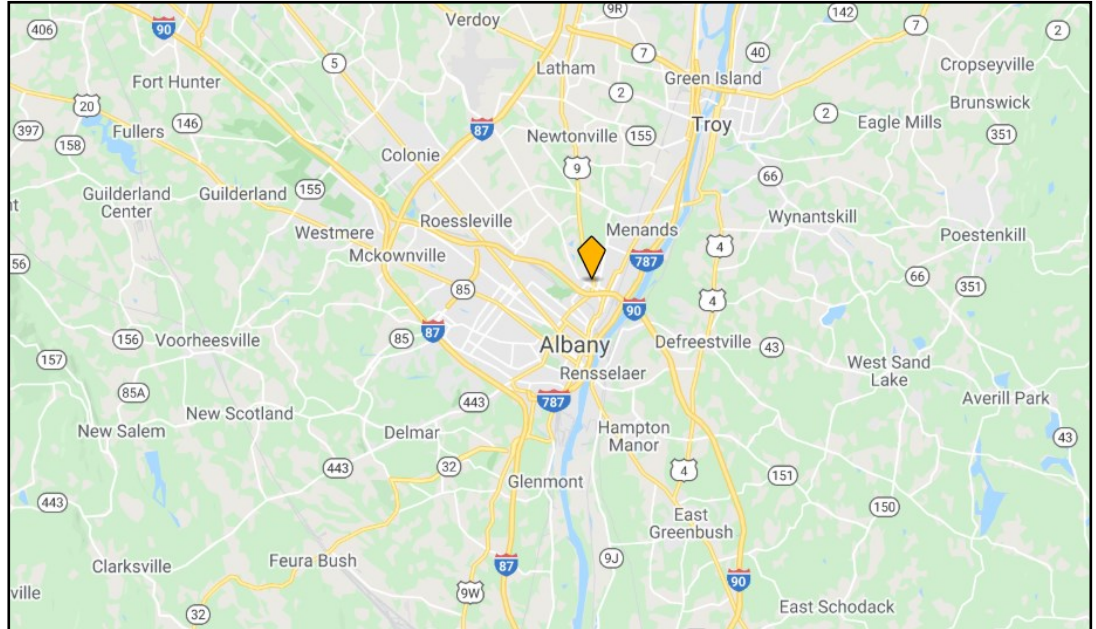 Verdoy
9R
142
406
90
7
2
5
7
40
Cropseyville
Latham
Green Island
Fort Hunter
2
Brunswick
20
146
87
Newtonville
155
Troy
2
Eagle Mills
351
397
Fullers
158
Colonie
9
66
Guilderland
Center
Guilderland
155
Roessleville
Wynantskill
Westmere
Menands
4
Poestenkill
Mckownville
787
56
85
66
351
4
90
87
156
Voorheesville
85
Albany
Defreestville
43
157
Rensselaer
West Sand
Lake
85A
443
787
Averill Park
New Scotland
New Salem
Delmar
Hampton
Manor
43
443
32
4
151
Glenmont
443
150
East
Greenbush
Clarksville
Feura Bush
87
9J
90
ville
9W
32
East Schodack